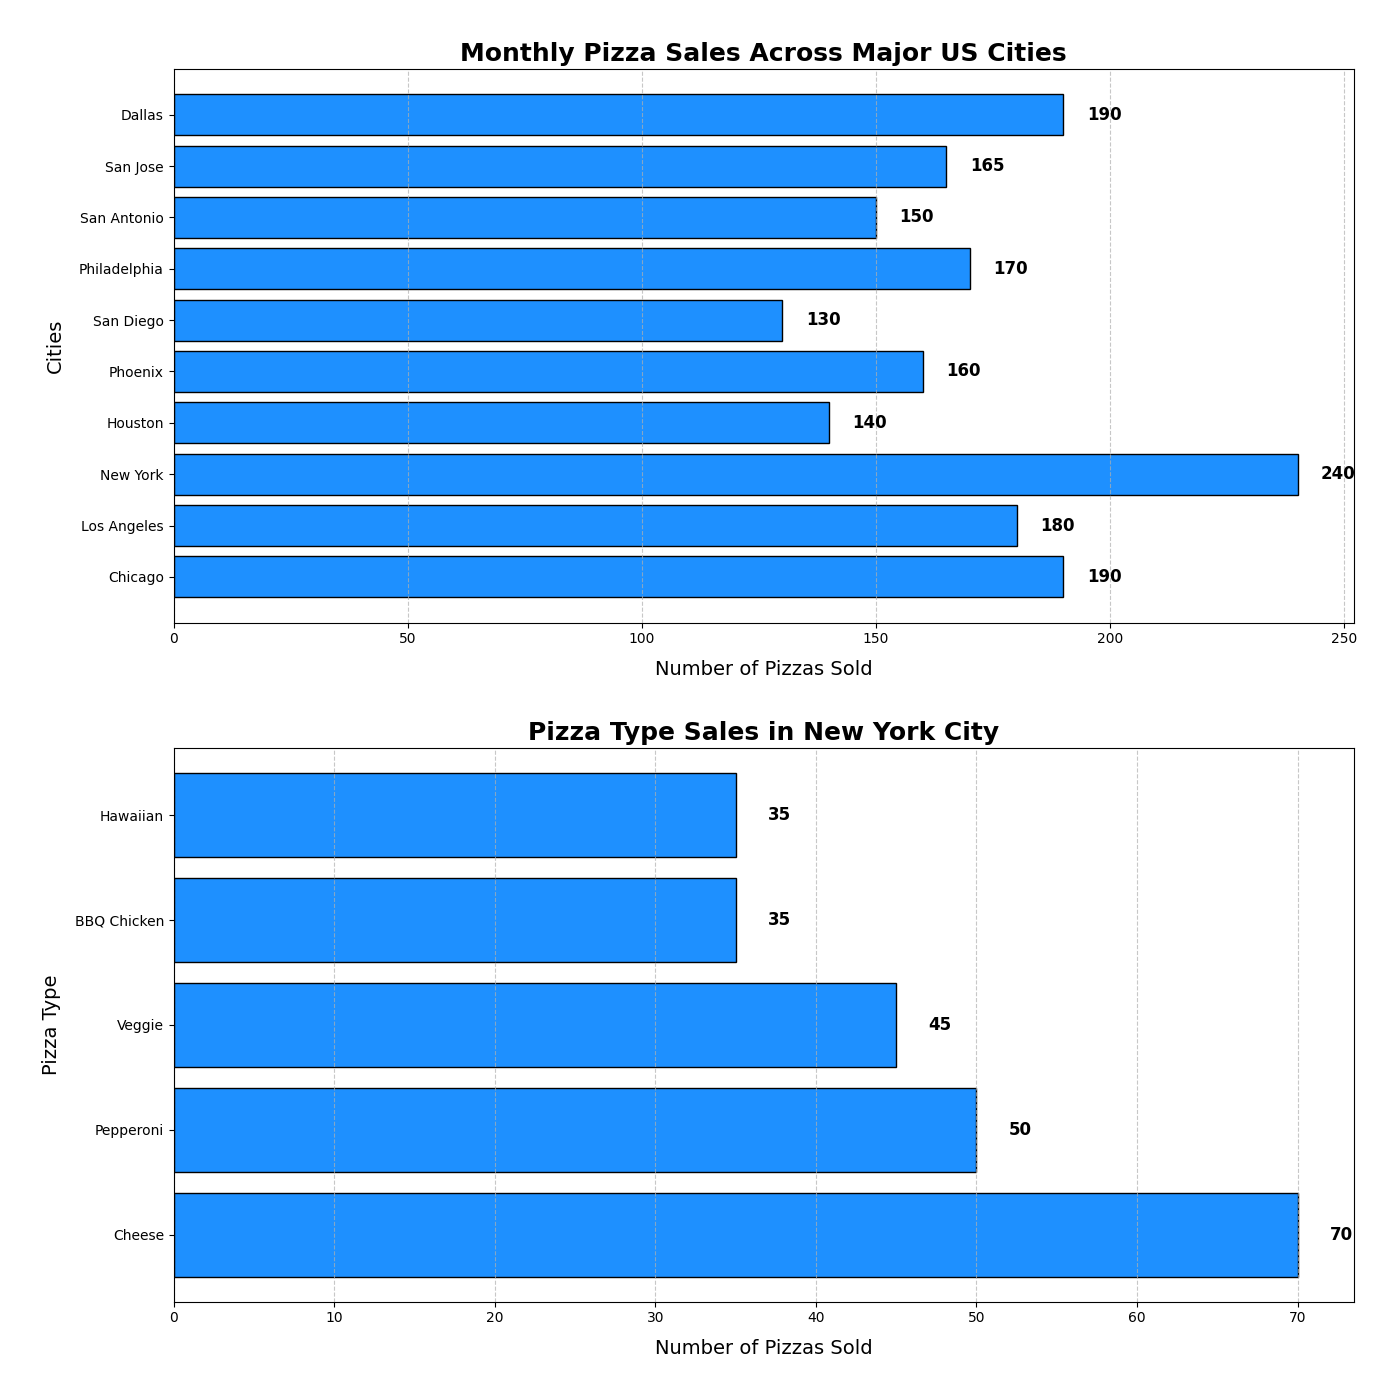 Monthly Pizza Sales Across Major US Cities
Cities
Dallas 190
San Jose 165
San Antonio 150
Philadelphia 170
San Diego 130
Phoenix 160
Houston 140
New York 240
Los Angeles 180
Chicago 190
0 50 100 150 200 250
Number of Pizzas Sold
Pizza Type Sales in New York City
Pizza Type
Hawaiian 35
BBQ Chicken 35
Veggie 45
Pepperoni 50
Cheese 70
0 10 20 30 40 50 60 70
Number of Pizzas Sold